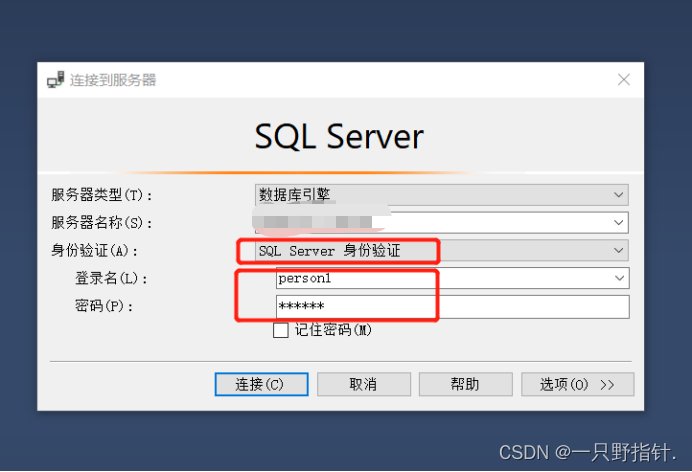 连接到服务器
SQL Server
服务器类型(T)： 数据库引擎
服务器名称(S)：
身份验证(A)： SQL Server 身份验证
登录名(L)： person1
密码(P)： ******
记住密码(M)
连接(C) 取消 帮助 选项(O) >>
CSDN @一只野指针.